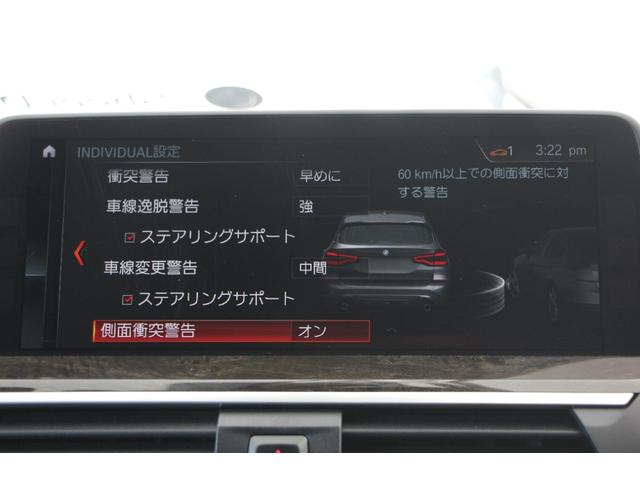 INDIVIDUAL設定
1 3:22 pm
衝突警告 早めに
車線逸脱警告 強
ステアリングサポート
車線変更警告 中間
ステアリングサポート
側面衝突警告 オン
60 km/h以上での側面衝突に対
する警告